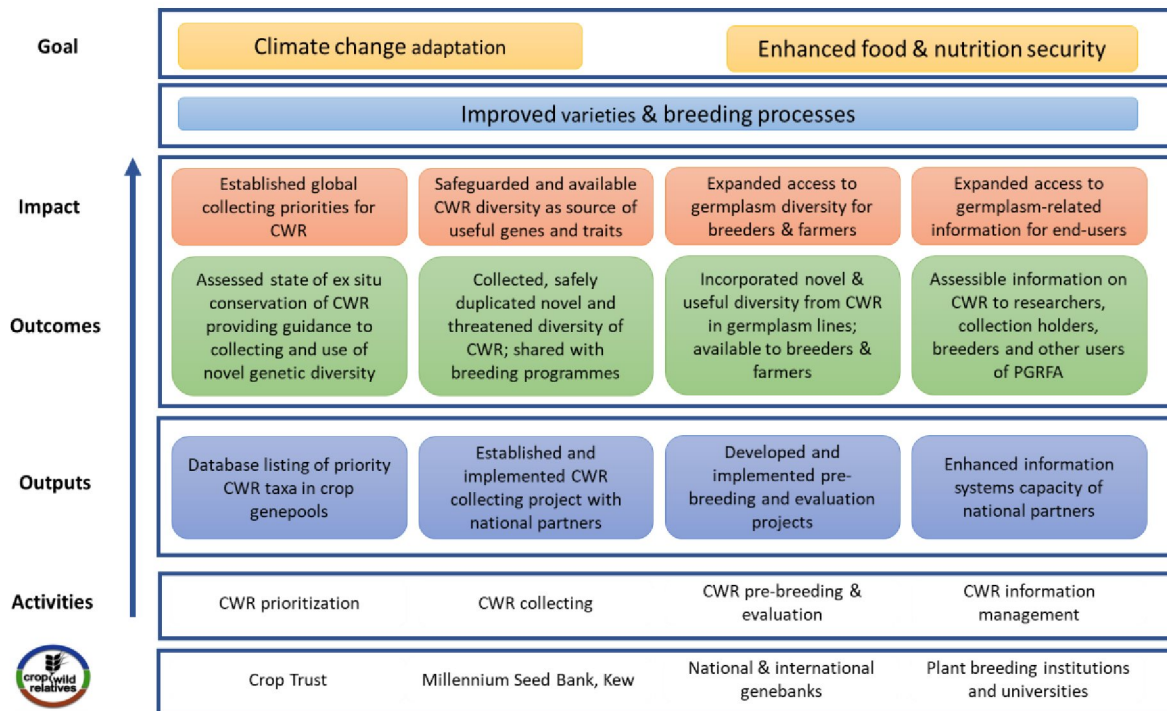 Goal
Climate change adaptation
Enhanced food & nutrition security
Improved varieties & breeding processes
Impact
Established global
collecting priorities for
CWR
Safeguarded and available
CWR diversity as source of
useful genes and traits
Expanded access to
germplasm diversity for
breeders & farmers
Expanded access to
germplasm-related
information for end-users
Outcomes
Assessed state of ex situ
conservation of CWR
providing guidance to
collecting and use of
novel genetic diversity
Collected, safely
duplicated novel and
threatened diversity of
CWR; shared with
breeding programmes
Incorporated novel &
useful diversity from CWR
in germplasm lines;
available to breeders &
farmers
Assessible information on
CWR to researchers,
collection holders,
breeders and other users
of PGRFA
Outputs
Database listing of priority
CWR taxa in crop
genepools
Established and
implemented CWR
collecting project with
national partners
Developed and
implemented pre-
breeding and evaluation
projects
Enhanced information
systems capacity of
national partners
Activities
CWR prioritization
CWR collecting
CWR pre-breeding &
evaluation
CWR information
management
crop wild
relatives
Crop Trust
Millennium Seed Bank, Kew
National & international
genebanks
Plant breeding institutions
and universities